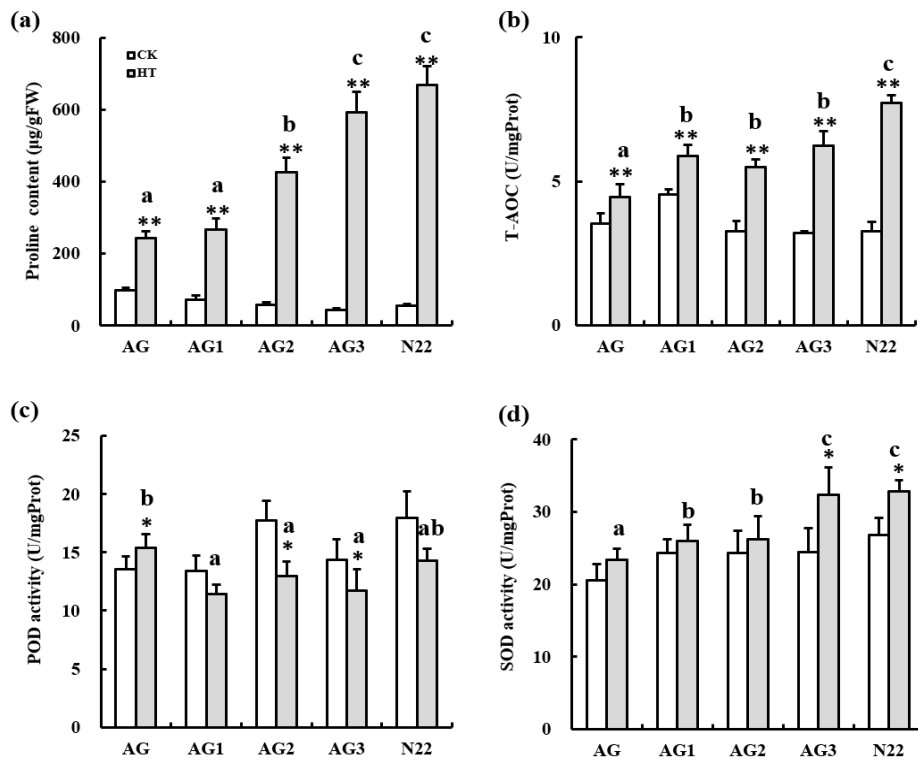 (a)
Proline content (μg/gFW)
800
600
400
200
0
CK
HT
a
**
a
**
b
**
c
**
c
**
AG AG1 AG2 AG3 N22
(b)
T-AOC (U/mgProt)
10
5
0
a
**
b
**
b
**
b
**
c
**
AG AG1 AG2 AG3 N22
(c)
POD activity (U/mgProt)
25
20
15
10
5
0
b
*
a
a
*
a
*
ab
AG AG1 AG2 AG3 N22
(d)
SOD activity (U/mgProt)
40
30
20
10
0
a
b
b
c
*
c
*
AG AG1 AG2 AG3 N22